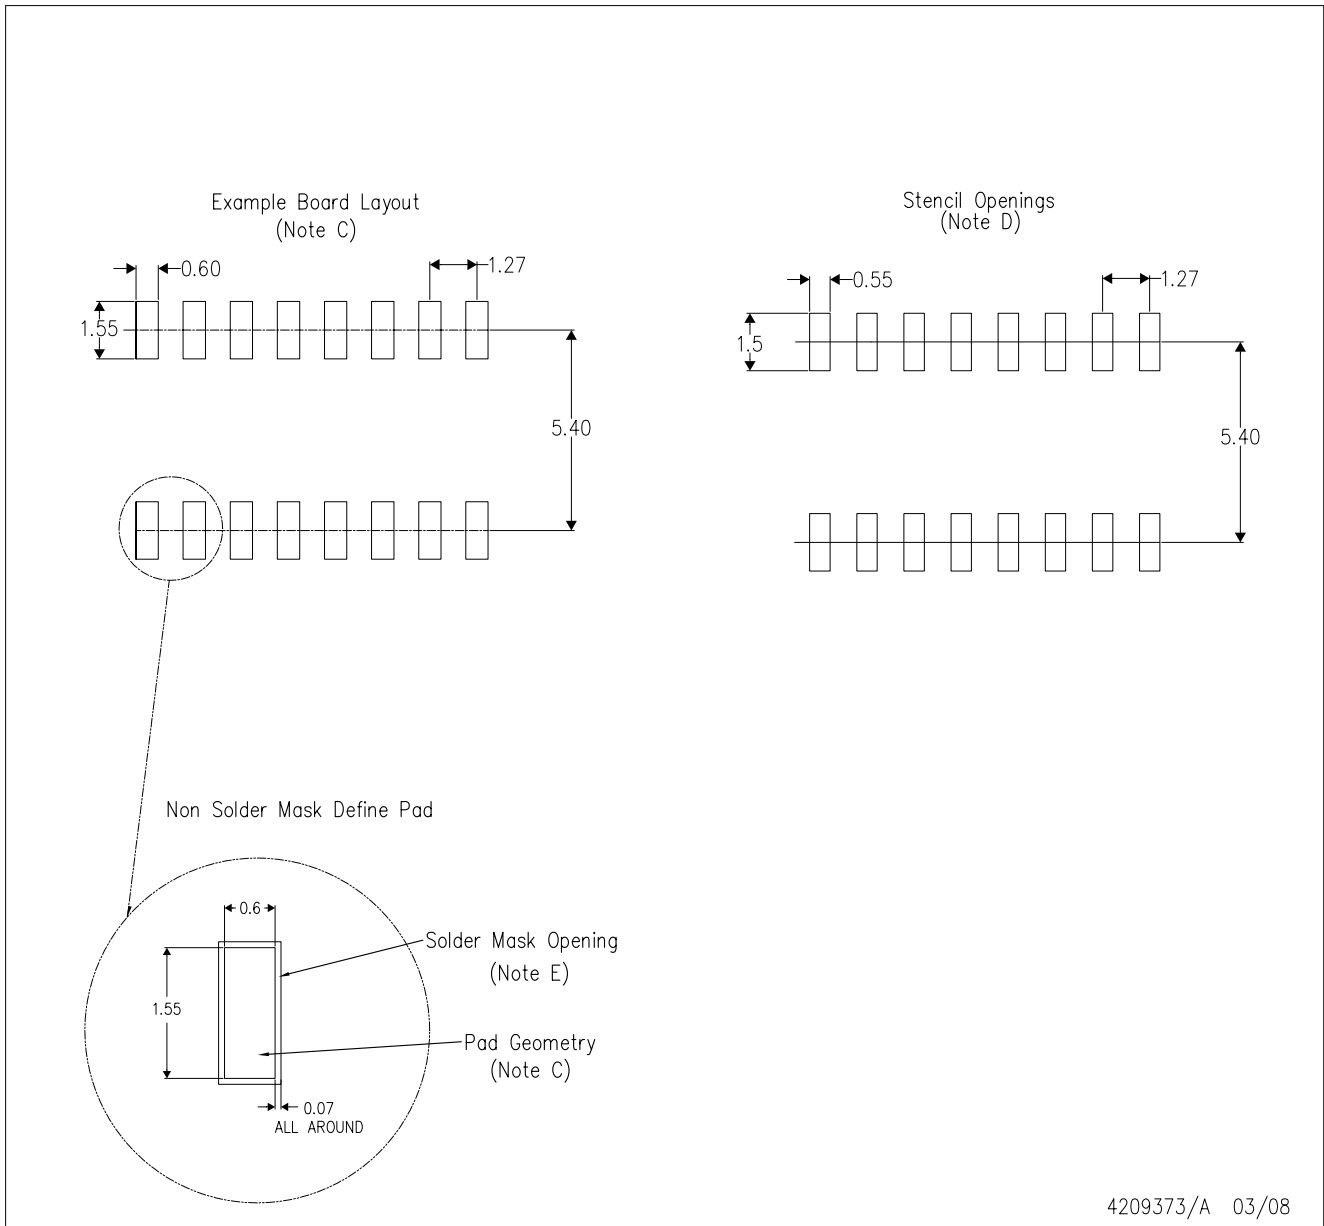 Example Board Layout
(Note C)
0.60
1.27
1.55
5.40
Stencil Openings
(Note D)
0.55
1.27
1.5
5.40
Non Solder Mask Define Pad
0.6
1.55
Solder Mask Opening
(Note E)
Pad Geometry
(Note C)
0.07
ALL AROUND
4209373/A 03/08